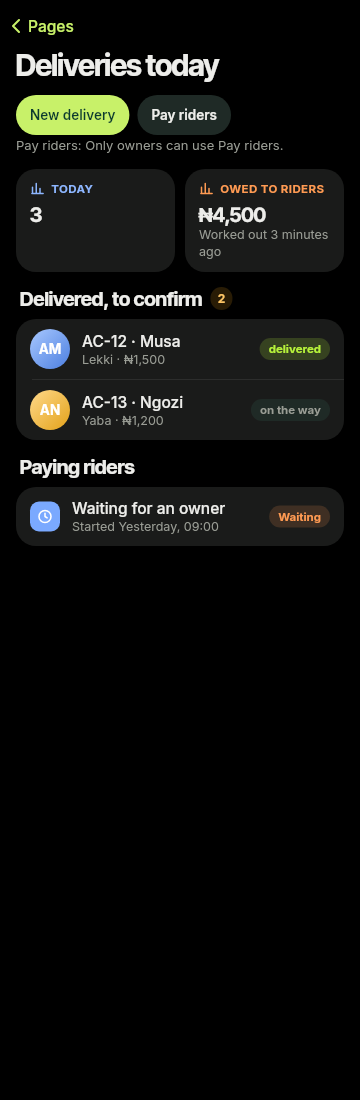 Pages
Deliveries today
New delivery
Pay riders
Pay riders: Only owners can use Pay riders.
TODAY
3
OWED TO RIDERS
₦4,500
Worked out 3 minutes
ago
Delivered, to confirm 2
AM
AC-12 · Musa
Lekki · ₦1,500
delivered
AN
AC-13 · Ngozi
Yaba · ₦1,200
on the way
Paying riders
Waiting for an owner
Started Yesterday, 09:00
Waiting